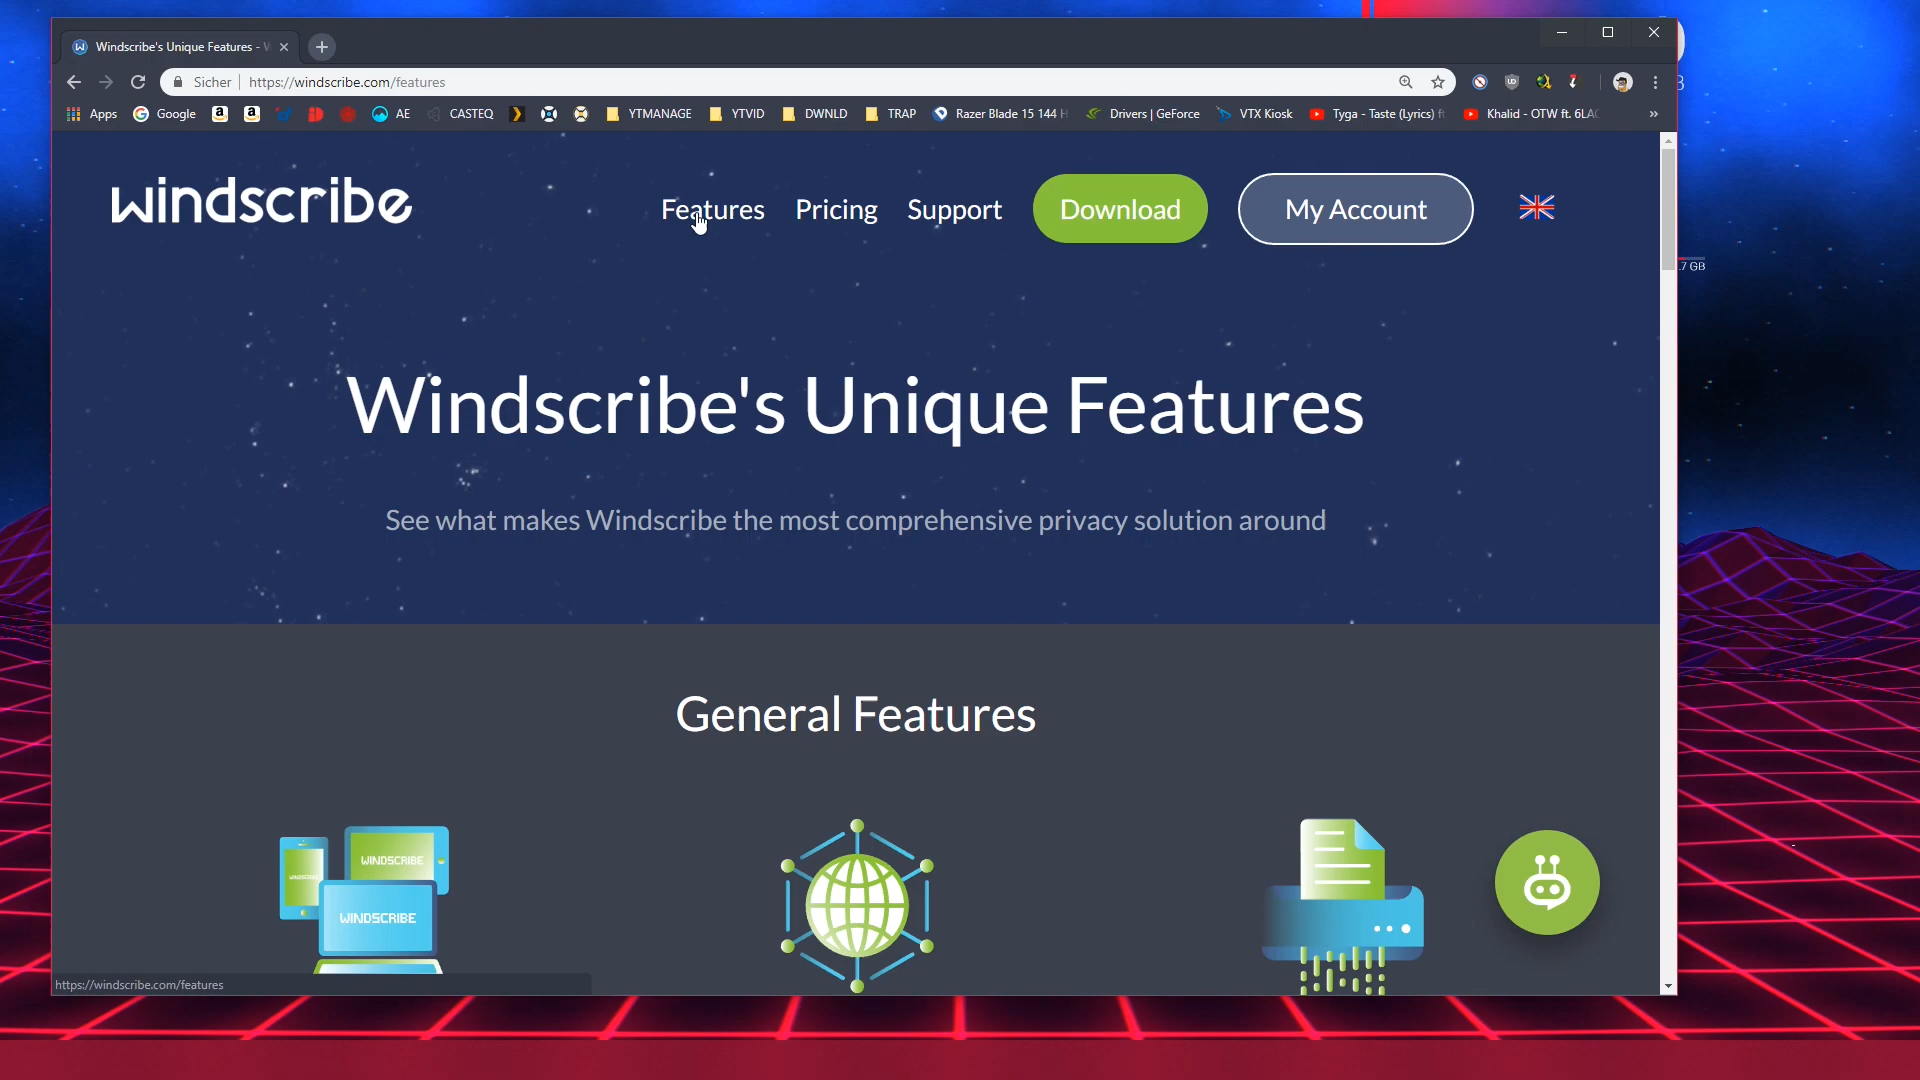 Windscribe's Unique Features - W
Sicher
https://windscribe.com/features
Apps
Google
AE
CASTEQ
YTMANAGE
YTVID
DWNLD
TRAP
Razer Blade 15 144 H
Drivers | GeForce
VTX Kiosk
Tyga - Taste (Lyrics) f
Khalid - OTW ft. 6LAC
»
windscribe
Features
Pricing
Support
Download
My Account
.7 GB
Windscribe's Unique Features
See what makes Windscribe the most comprehensive privacy solution around
General Features
WINDSCRIBE
WINDSCRIBE
WINDSCRIBE
https://windscribe.com/features